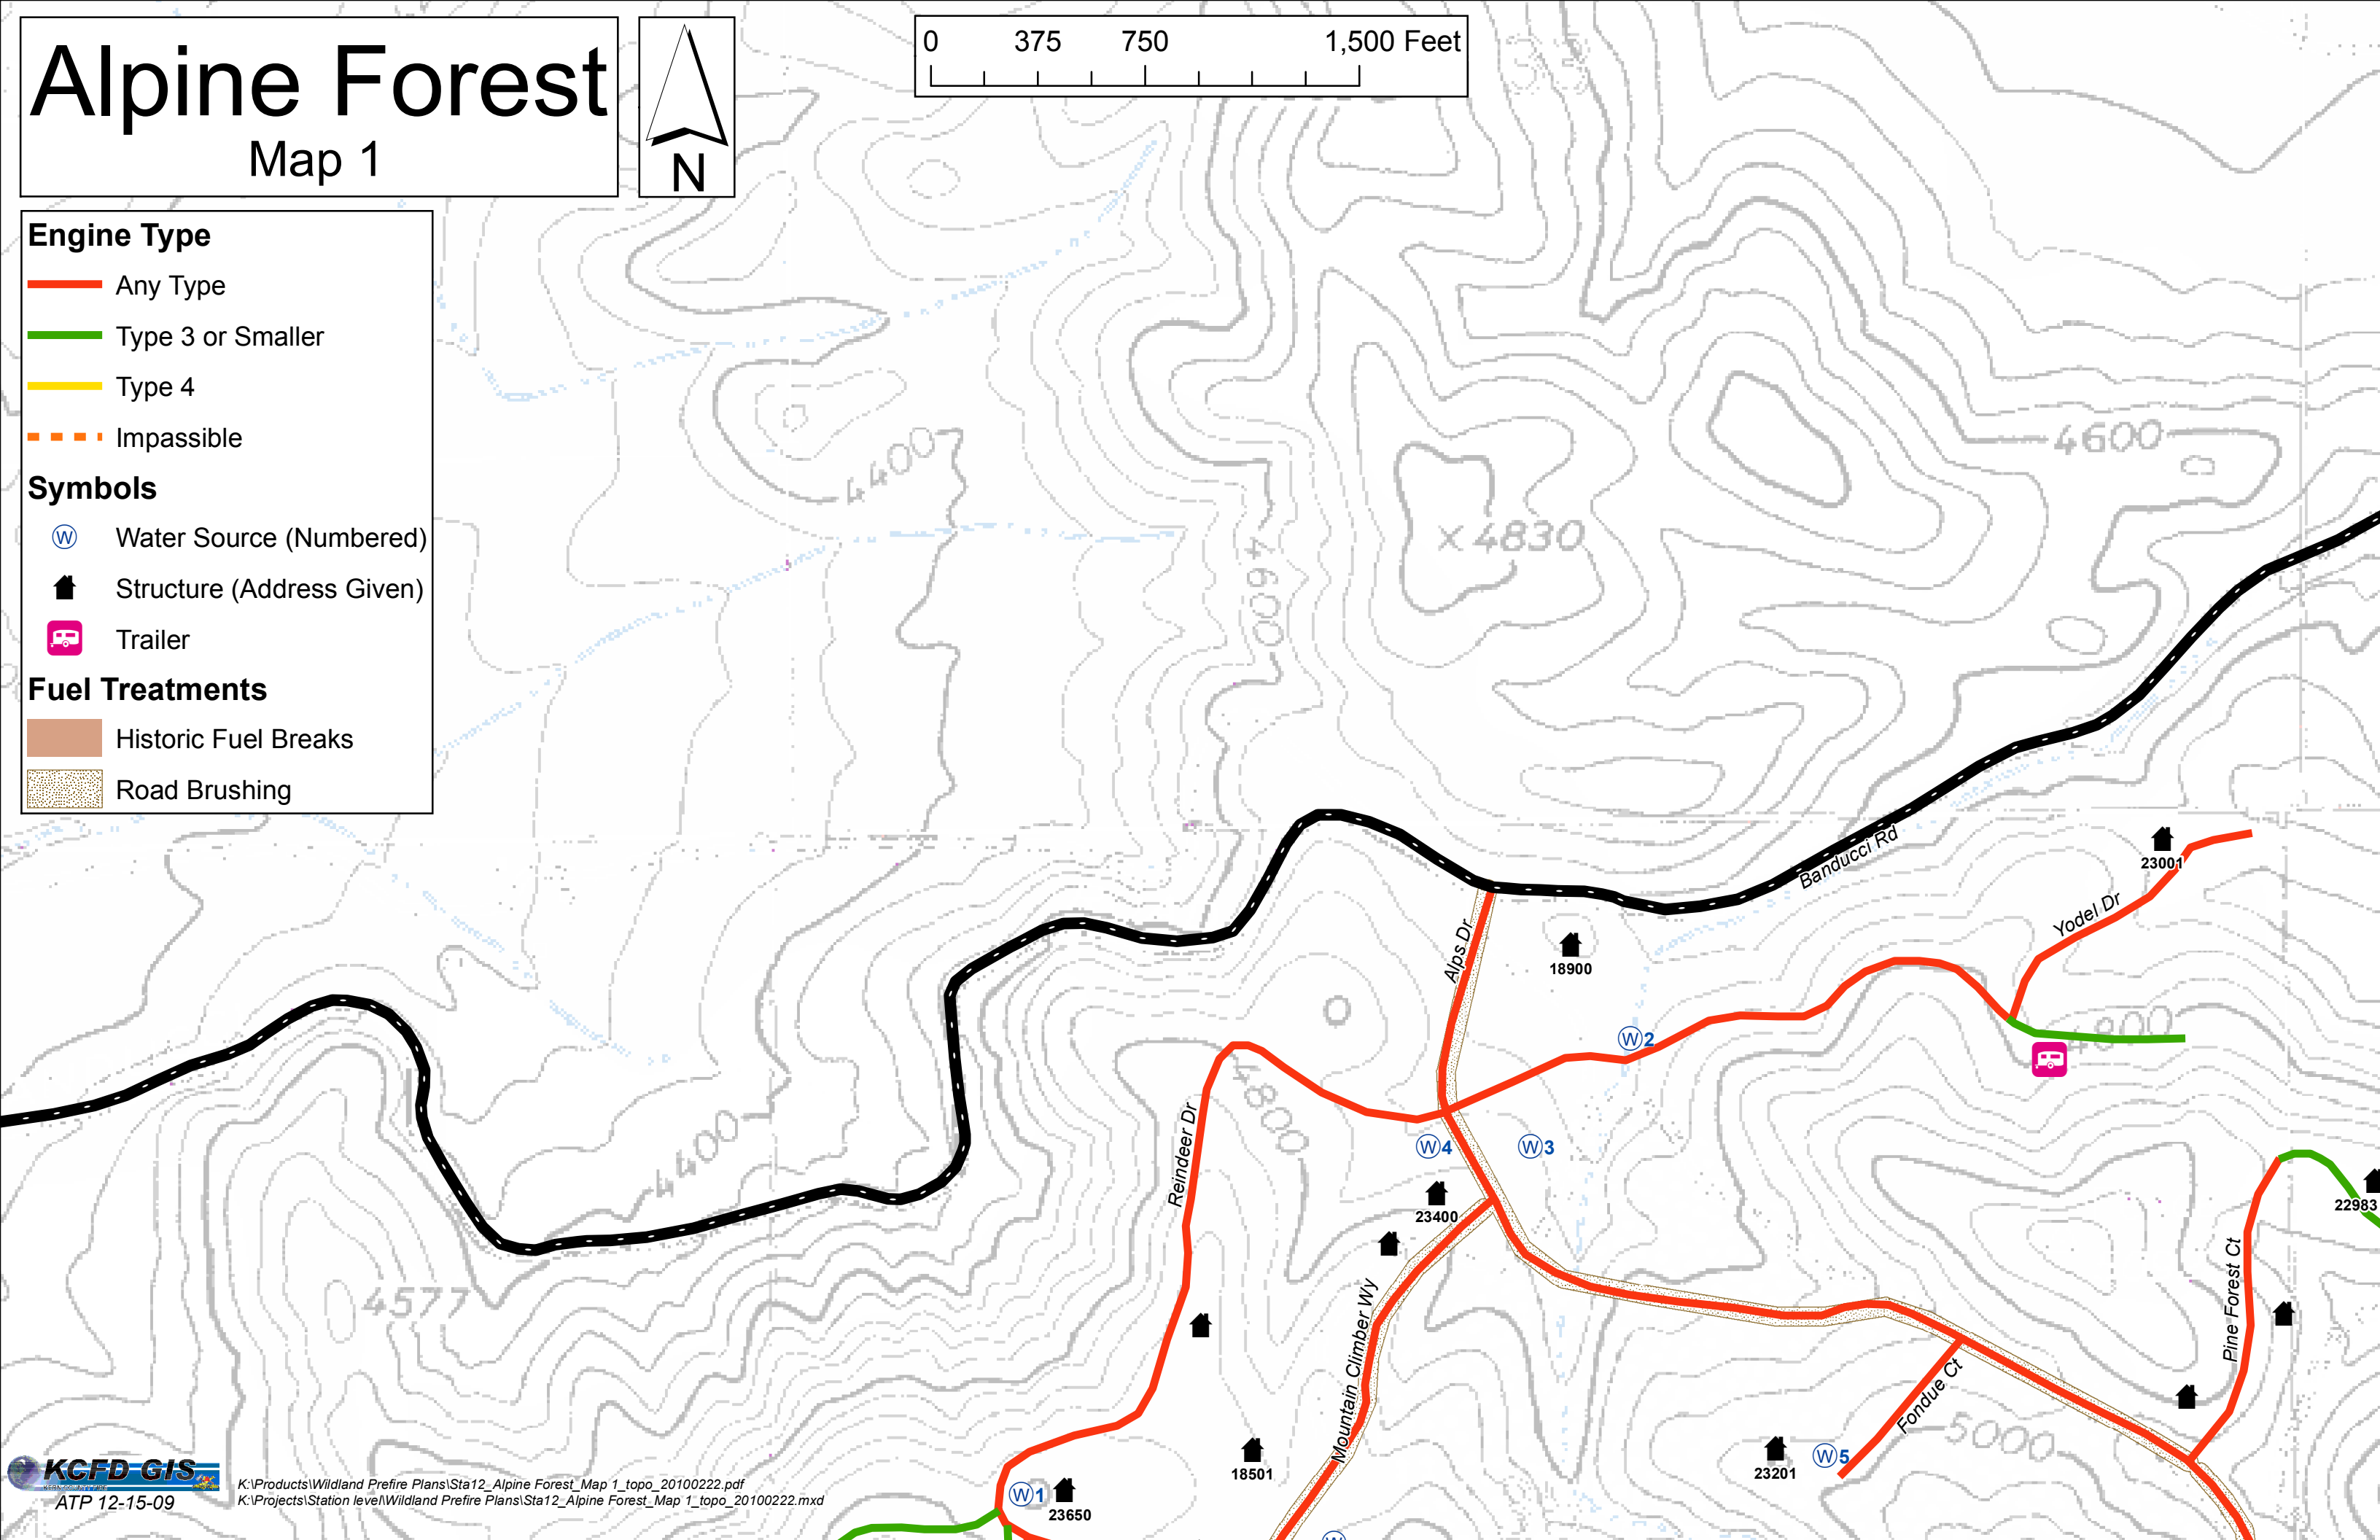 Alpine Forest
Map 1
N
0 375 750 1,500 Feet
Engine Type
Any Type
Type 3 or Smaller
Type 4
Impassible
Symbols
W Water Source (Numbered)
Structure (Address Given)
Trailer
Fuel Treatments
Historic Fuel Breaks
Road Brushing
35
4400
4600
x 4830
4600
Banducci Rd
23001
Yodel Dr
Alps Dr
18900
W 2
4800
4800
Reindeer Dr
W 4
W 3
4400
23400
22983
4577
Mountain Climber Wy
Pine Forest Ct
Fondue Ct
5000
18501
23201
W 5
W 1
23650
KCFD GIS
ATP 12-15-09
K:\Products\Wildland Prefire Plans\Sta12_Alpine Forest_Map 1_topo_20100222.pdf
K:\Projects\Station level\Wildland Prefire Plans\Sta12_Alpine Forest_Map 1_topo_20100222.mxd